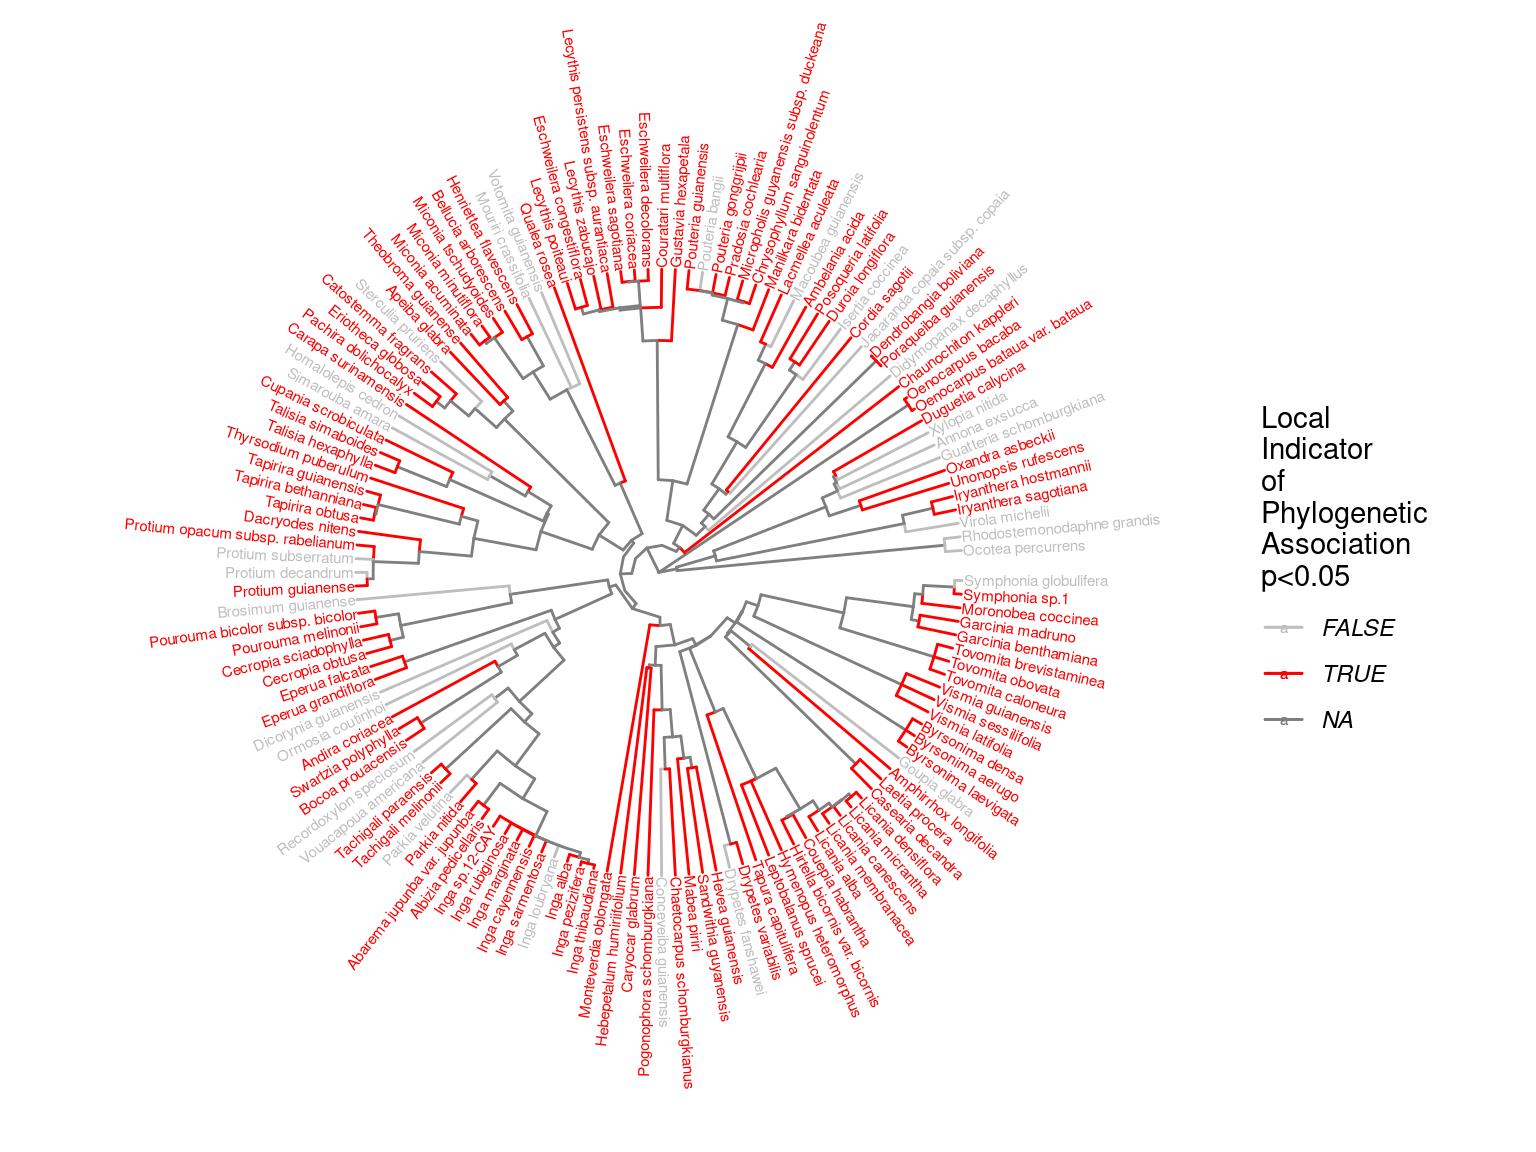 Lecythis persistens subsp. aurantiaca
Eschweilera sagotiana
Eschweilera coriacea
Eschweilera decolorans
Couratari multiflora
Gustavia hexapetala
Pouteria guianensis
Pouteria bangii
Pouteria gonggrijpii
Pradosia cochlearia
Micropholis guyanensis subsp. duckeana
Chrysophyllum sanguinolentum
Manilkara bidentata
Lacmellea aculeata
Macoubea guianensis
Ambelania acida
Posoqueria latifolia
Duroia longiflora
Isertia coccinea
Cordia sagotii
Jacaranda copaia subsp. copaia
Dendrobangia boliviana
Poraqueiba guianensis
Didymopanax decaphyllus
Chaunochiton kappleri
Oenocarpus bacaba
Oenocarpus bataua var. bataua
Duguetia calycina
Xylopia nitida
Annona exsucca
Guatteria schomburgkiana
Oxandra asbeckii
Unonopsis rufescens
Iryanthera hostmannii
Iryanthera sagotiana
Virola michelii
Rhodostemonodaphne grandis
Ocotea percurrens
Symphonia globulifera
Symphonia sp.1
Moronobea coccinea
Garcinia madruno
Garcinia benthamiana
Tovomita brevistaminea
Tovomita obovata
Tovomita caloneura
Vismia guianensis
Vismia sessilifolia
Vismia latifolia
Byrsonima densa
Byrsonima aerugo
Byrsonima laevigata
Goupia glabra
Amphirrhox longifolia
Laetia procera
Casearia decandra
Licania densiflora
Licania micrantha
Licania canescens
Licania membranacea
Licania alba
Couepia habrantha
Hirtella bicornis var. bicornis
Hymenopus heteromorphus
Leptobalanus sprucei
Tapura capitulifera
Drypetes variabilis
Drypetes fanshawei
Hevea guianensis
Sandwithia guyanensis
Mabea piriri
Chaetocarpus schomburgkianus
Conceveiba guianensis
Pogonophora schomburgkiana
Caryocar glabrum
Hebepetalum humiriifolium
Monteverdia oblongata
Inga thibaudiana
Inga pezizifera
Inga alba
Inga loubryana
Inga sarmentosa
Inga cayennensis
Inga marginata
Inga rubiginosa
Inga sp.12-CAY
Albizia pedicellaris
Abarema jupunba var. jupunba
Parkia nitida
Parkia velutina
Tachigali melinonii
Tachigali paraensis
Vouacapoua americana
Recordoxylon speciosum
Bocoa prouacensis
Swartzia polyphylla
Andira coriacea
Ormosia coutinhoi
Dicorynia guianensis
Eperua grandiflora
Eperua falcata
Cecropia obtusa
Cecropia sciadophylla
Pourouma melinonii
Pourouma bicolor subsp. bicolor
Brosimum guianense
Protium guianense
Protium decandrum
Protium subserratum
Protium opacum subsp. rabelianum
Dacryodes nitens
Tapirira obtusa
Tapirira bethanniana
Tapirira guianensis
Thyrsodium puberulum
Talisia hexaphylla
Talisia simaboides
Cupania scrobiculata
Simarouba amara
Homalolepis cedron
Carapa surinamensis
Pachira dolichocalyx
Eriotheca globosa
Catostemma fragrans
Sterculia pruriens
Apeiba glabra
Theobroma guianense
Miconia acuminata
Miconia minutiflora
Miconia tschudyoides
Bellucia arborescens
Henriettea flavescens
Mouriri crassifolia
Votomita guianensis
Qualea rosea
Lecythis poiteaui
Eschweilera congestiflora
Lecythis zabucajo
Local
Indicator
of
Phylogenetic
Association
p<0.05
a FALSE
a TRUE
a NA